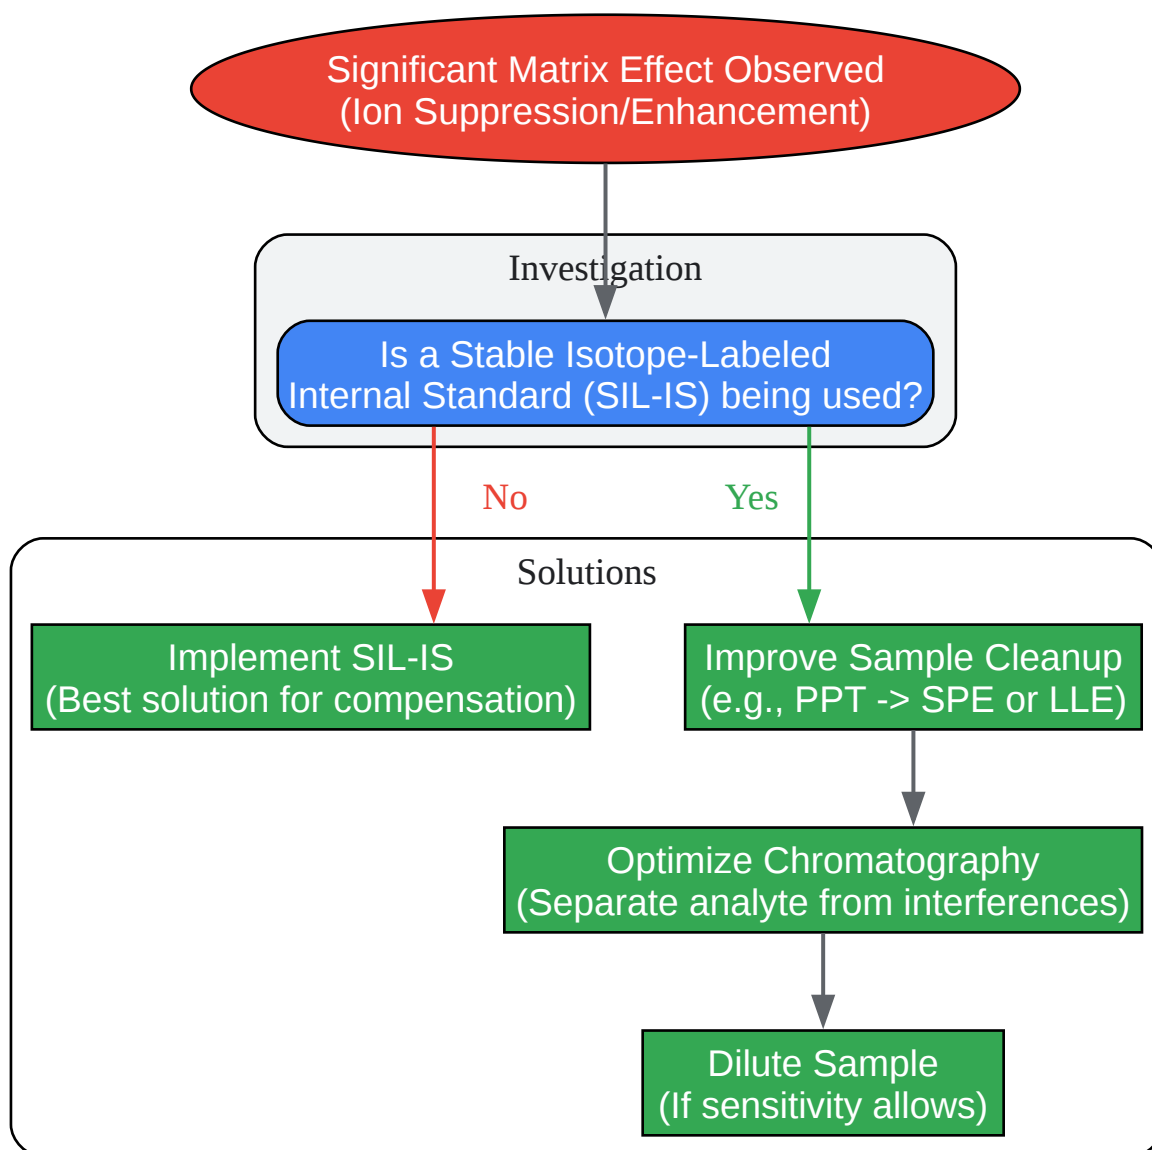 Significant Matrix Effect Observed
(Ion Suppression/Enhancement)
Investigation
Is a Stable Isotope-Labeled
Internal Standard (SIL-IS) being used?
No
Yes
Solutions
Implement SIL-IS
(Best solution for compensation)
Improve Sample Cleanup
(e.g., PPT -> SPE or LLE)
Optimize Chromatography
(Separate analyte from interferences)
Dilute Sample
(If sensitivity allows)